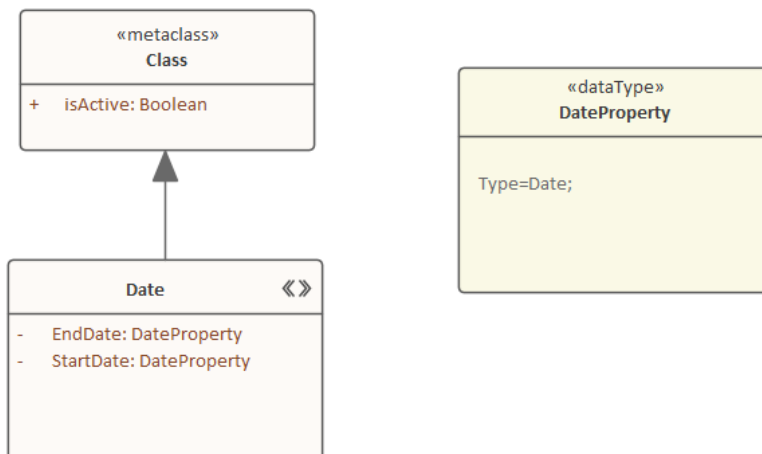 «metaclass»
Class
+ isActive: Boolean
Date
- EndDate: DateProperty
- StartDate: DateProperty
«dataType»
DateProperty
Type=Date;